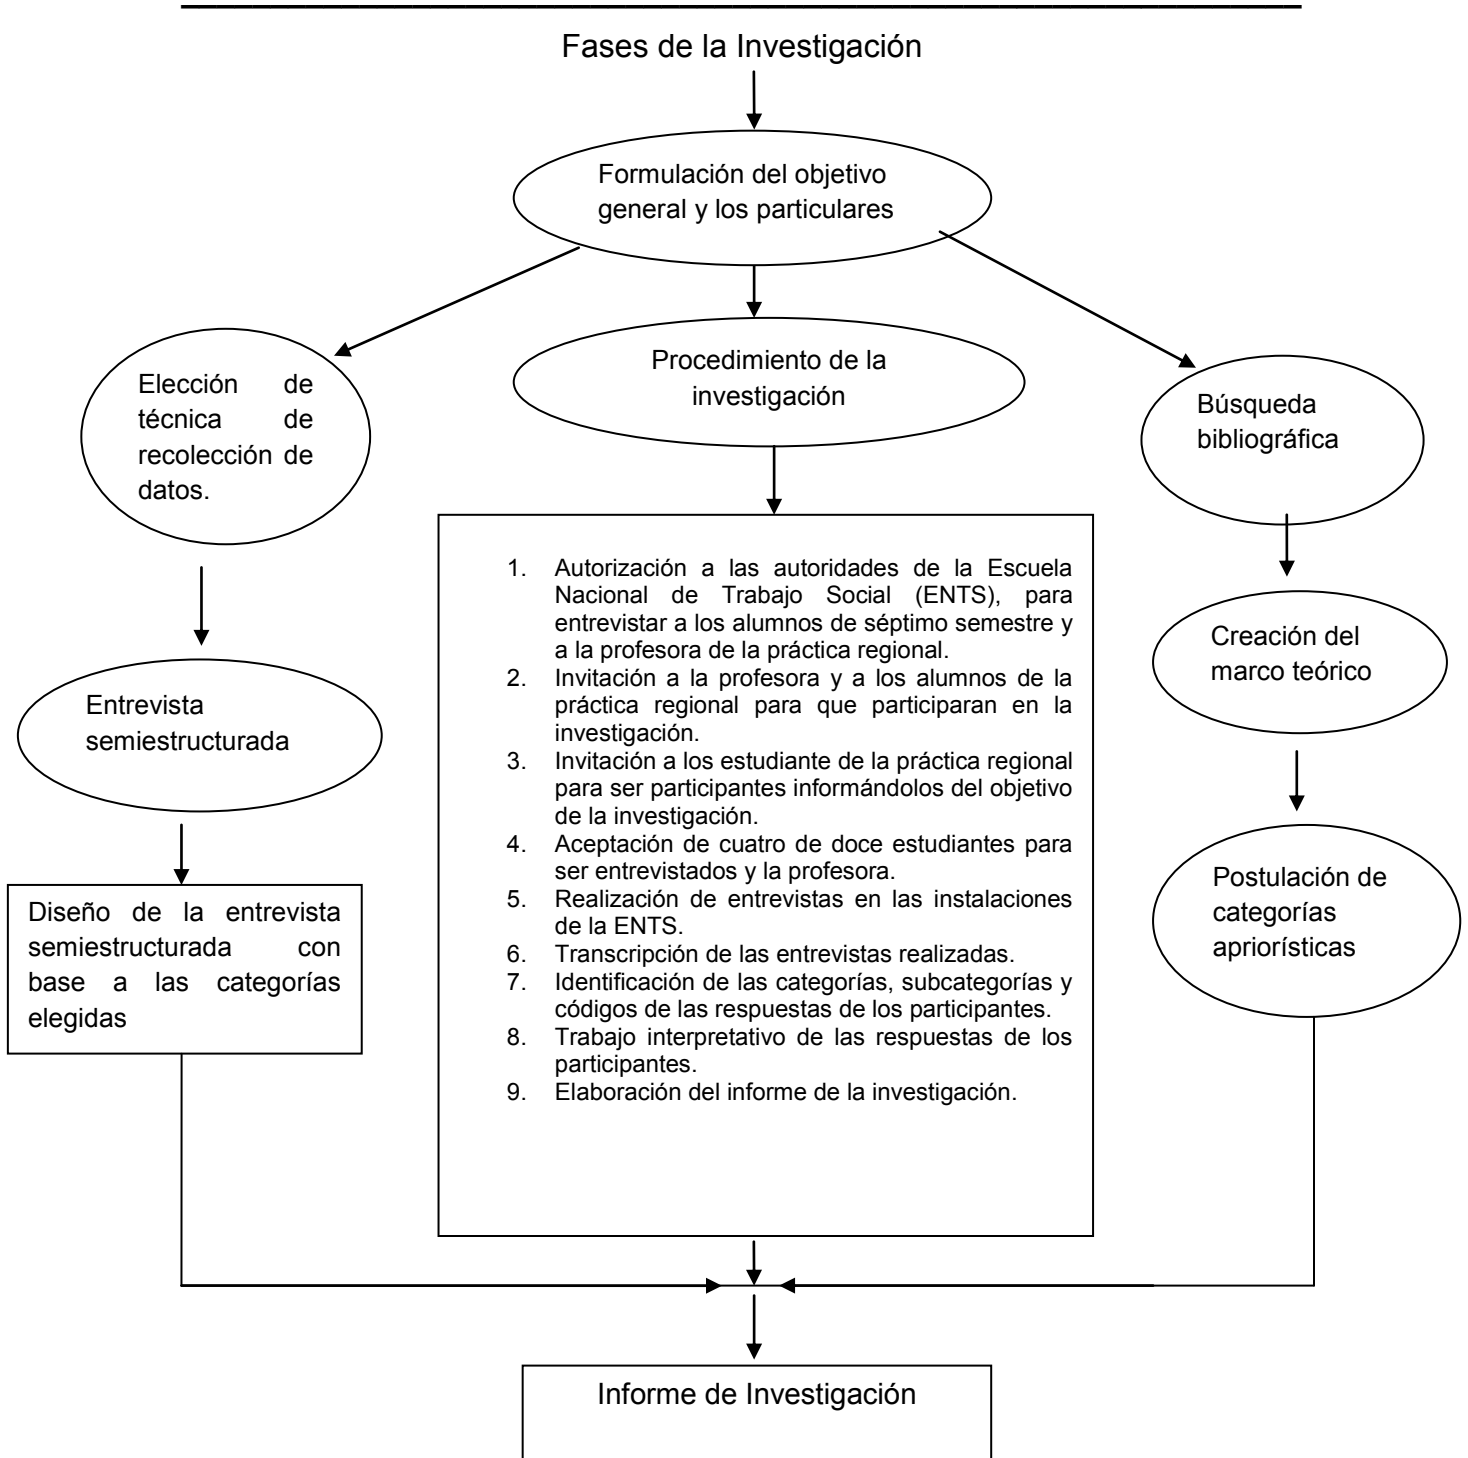 Fases de la Investigación
Formulación del objetivo
general y los particulares
Elección de
técnica de
recolección de
datos.
Procedimiento de la
investigación
Búsqueda
bibliográfica
Entrevista
semiestructurada
1. Autorización a las autoridades de la Escuela
Nacional de Trabajo Social (ENTS), para
entrevistar a los alumnos de séptimo semestre y
a la profesora de la práctica regional.
2. Invitación a la profesora y a los alumnos de la
práctica regional para que participaran en la
investigación.
3. Invitación a los estudiante de la práctica regional
para ser participantes informándolos del objetivo
de la investigación.
4. Aceptación de cuatro de doce estudiantes para
ser entrevistados y la profesora.
5. Realización de entrevistas en las instalaciones
de la ENTS.
6. Transcripción de las entrevistas realizadas.
7. Identificación de las categorías, subcategorías y
códigos de las respuestas de los participantes.
8. Trabajo interpretativo de las respuestas de los
participantes.
9. Elaboración del informe de la investigación.
Creación del
marco teórico
Diseño de la entrevista
semiestructurada con
base a las categorías
elegidas
Postulación de
categorías
apriorísticas
Informe de Investigación